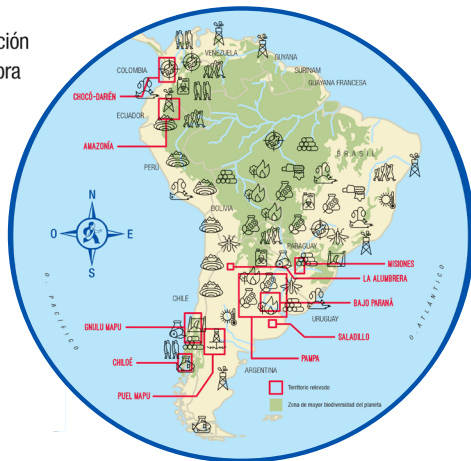 ción
bra
VENEZUELA
GUYANA
SURINAM
GUAYANA FRANCESA
COLOMBIA
CHOCÓ-DARIÉN
ECUADOR
AMAZONÍA
PERÚ
BRASIL
BOLIVIA
PARAGUAY
MISIONES
LA ALUMBRERA
BAJO PARANÁ
CHILE
GNULU MAPU
URUGUAY
SALADILLO
PAMPA
CHILOÉ
PUEL MAPU
ARGENTINA
N
O
E
S
O. PACÍFICO
O. ATLÁNTICO
Territorio relevado
Zona de mayor biodiversidad del planeta